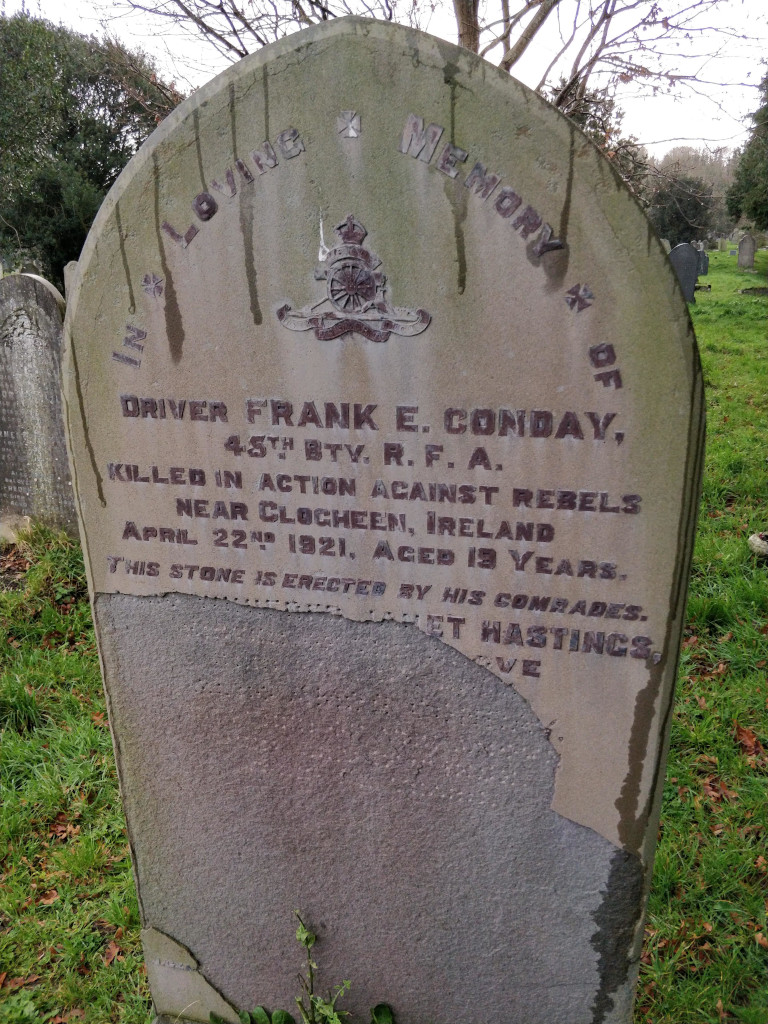 In Loving Memory of
Driver Frank E. Conday,
45th Bty. R. F. A.
Killed in action against rebels
near Clogheen, Ireland
April 22nd 1921, Aged 19 Years.
This stone is erected by his comrades.
et Hastings,
ve